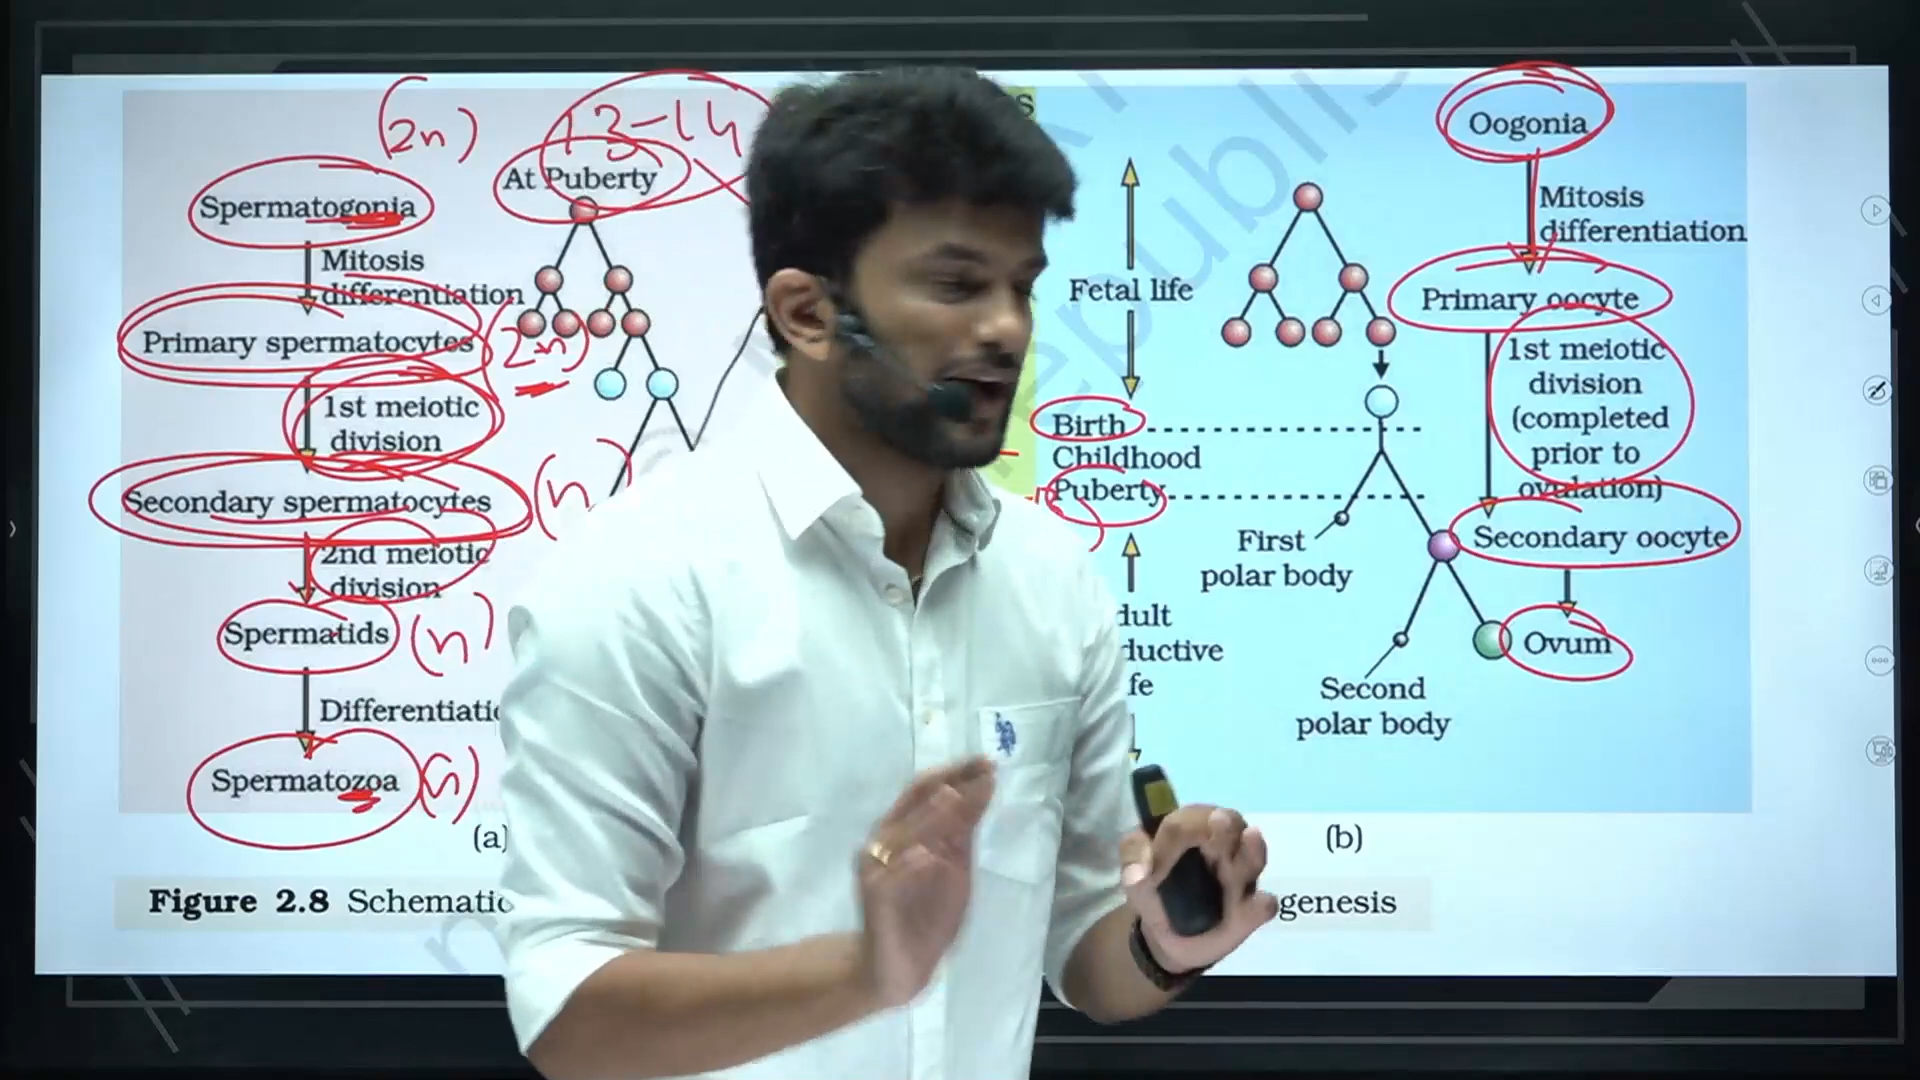 (2n)
13-14
At Puberty
Spermatogonia
Mitosis
differentiation
Primary spermatocytes
(2n)
1st meiotic
division
Secondary spermatocytes
(n)
2nd meiotic
division
Spermatids
(n)
Differentiatio
Spermatozoa
(n)
(a)
Fetal life
Birth
Childhood
Puberty
dult
ductive
fe
Oogonia
Mitosis
differentiation
Primary oocyte
1st meiotic
division
(completed
prior to
ovulation)
Secondary oocyte
First
polar body
Ovum
Second
polar body
(b)
Figure 2.8 Schematic genesis
republis